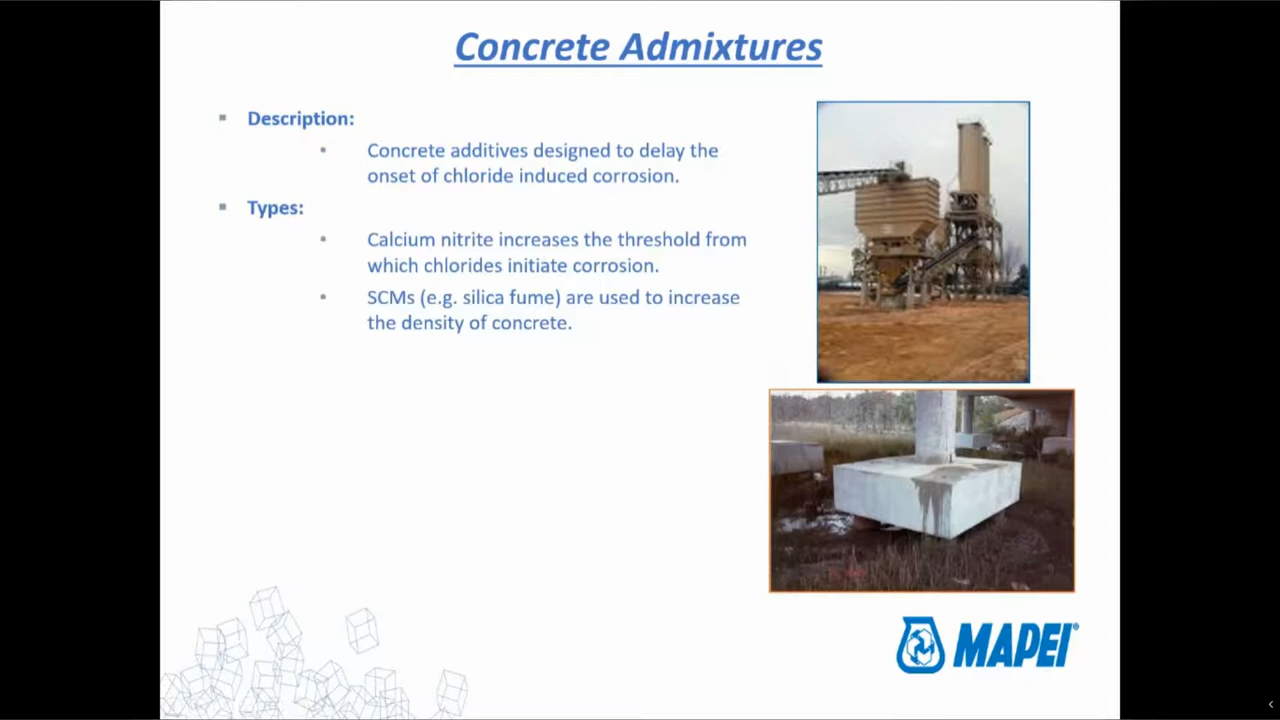 Concrete Admixtures
Description:
Concrete additives designed to delay the
onset of chloride induced corrosion.
Types:
Calcium nitrite increases the threshold from
which chlorides initiate corrosion.
SCMs (e.g. silica fume) are used to increase
the density of concrete.
MAPEI®